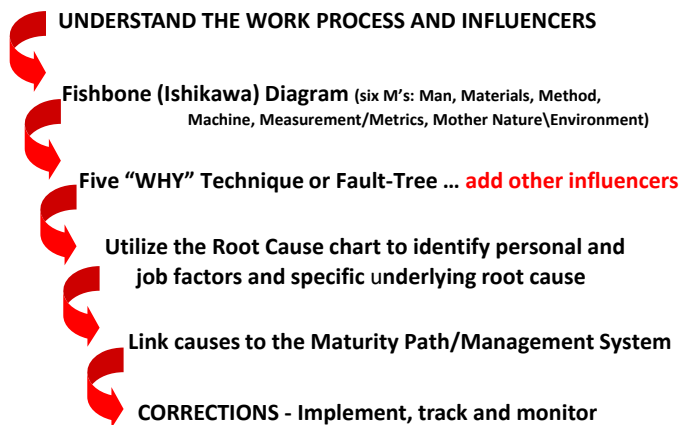 UNDERSTAND THE WORK PROCESS AND INFLUENCERS
Fishbone (Ishikawa) Diagram (six M's: Man, Materials, Method,
Machine, Measurement/Metrics, Mother Nature\Environment)
Five “WHY” Technique or Fault-Tree … add other influencers
Utilize the Root Cause chart to identify personal and
job factors and specific underlying root cause
Link causes to the Maturity Path/Management System
CORRECTIONS - Implement, track and monitor